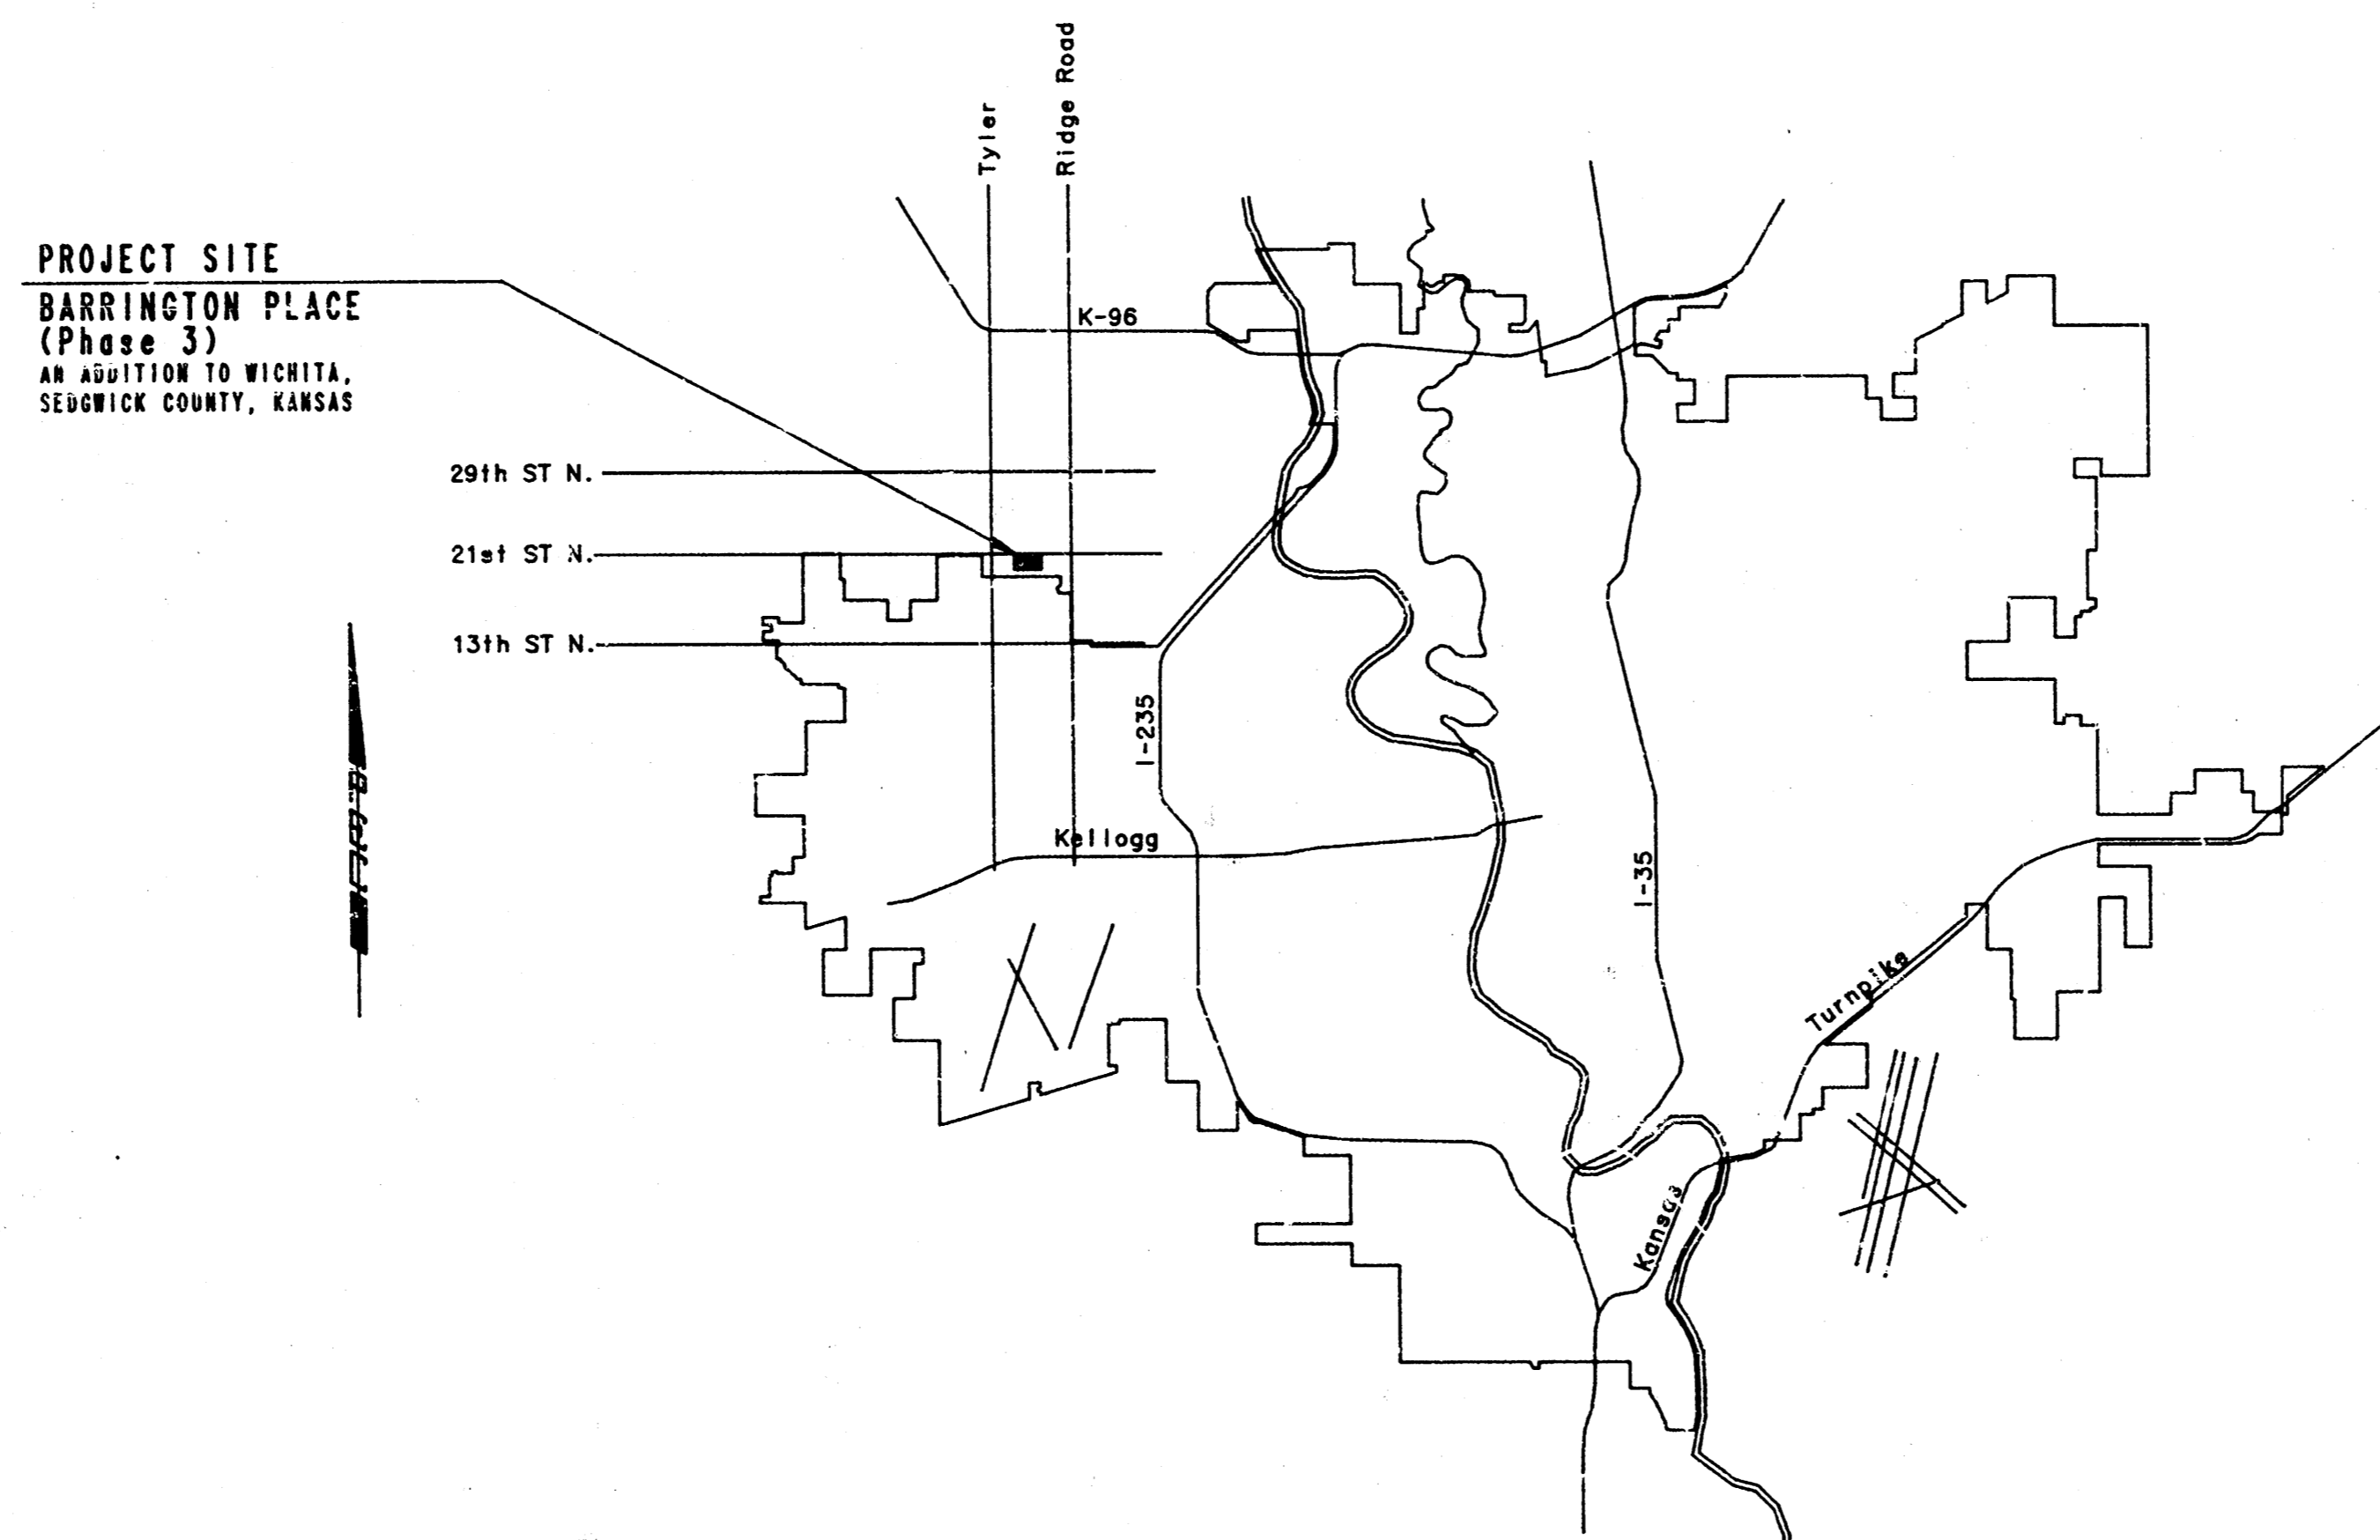 Tyler
Ridge Road
PROJECT SITE
BARRINGTON PLACE
(Phase 3)
AN ADDITION TO WICHITA,
SEDGWICK COUNTY, KANSAS
K-96
29th ST N.
21st ST N.
13th ST N.
I-235
Kellogg
I-35
Kansas
Turnpike